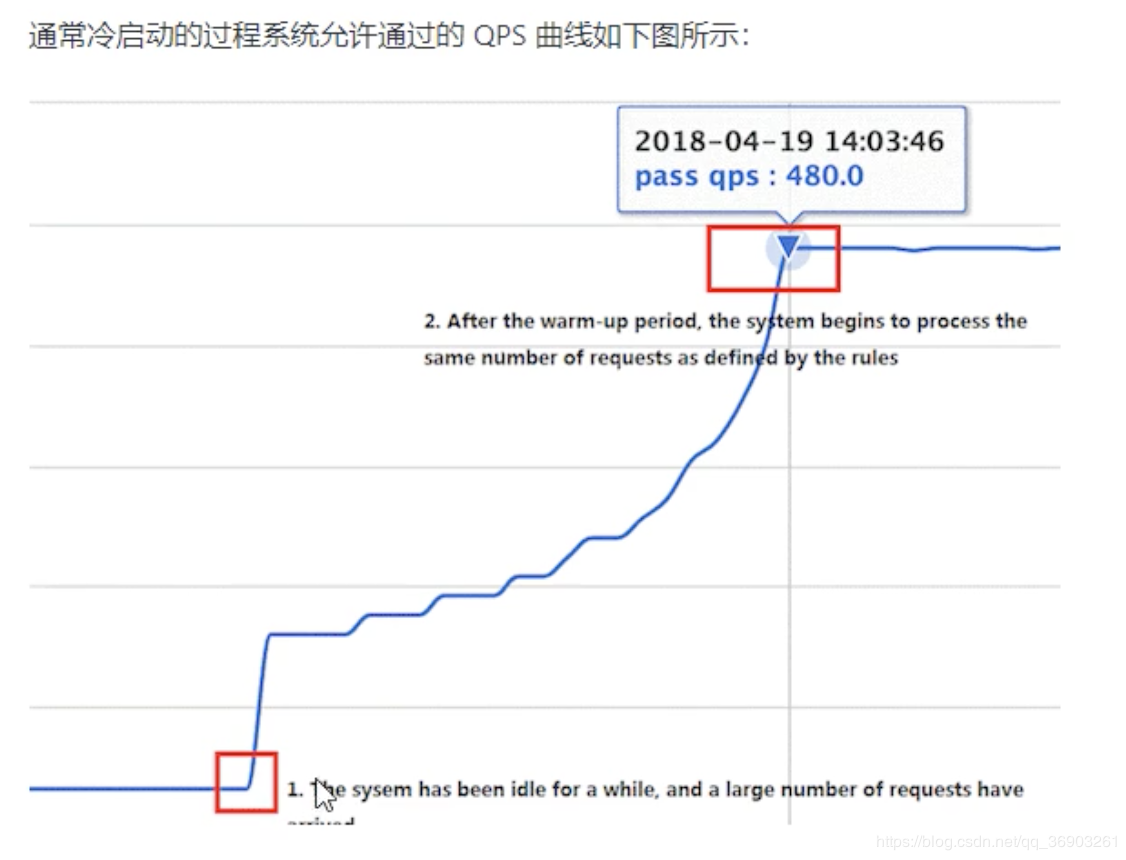 通常冷启动的过程系统允许通过的 QPS 曲线如下图所示：
2018-04-19 14:03:46
pass qps : 480.0
2. After the warm-up period, the system begins to process the
same number of requests as defined by the rules
1. The sysem has been idle for a while, and a large number of requests have
arrived
https://blog.csdn.net/qq_36903261